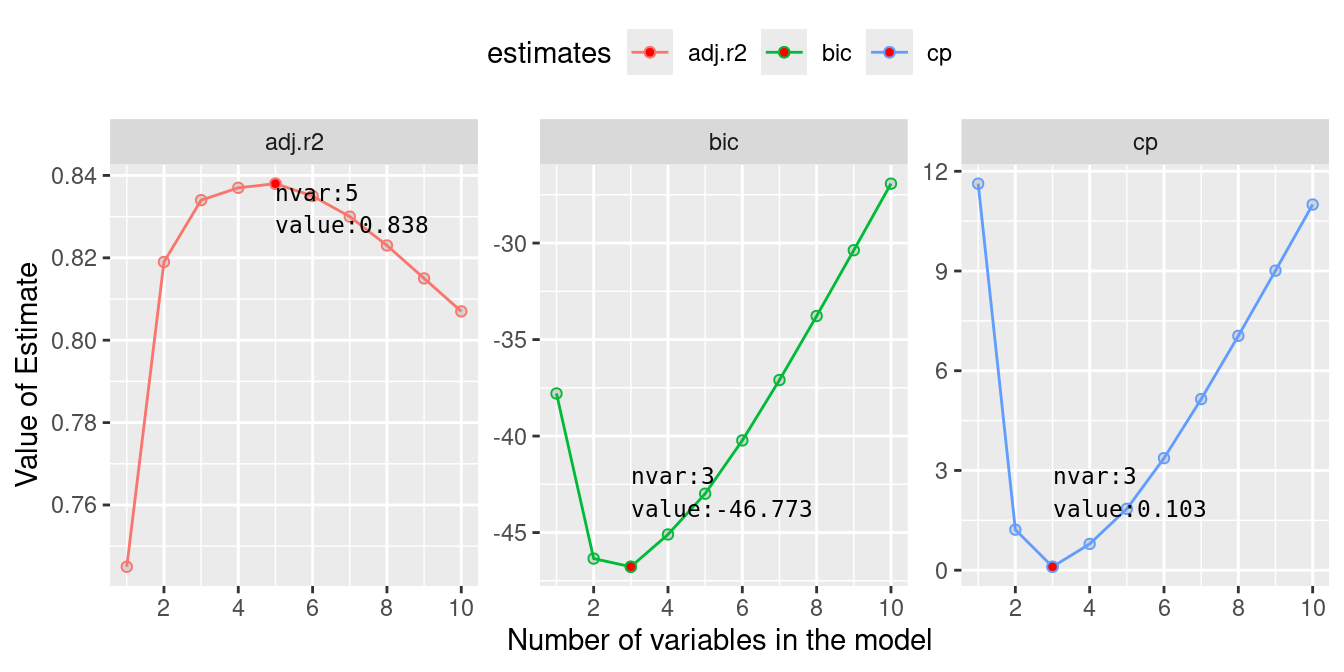 estimates adj.r2 bic cp
adj.r2 bic cp
0.84
0.82
0.80
0.78
0.76
nvar:5
value:0.838
2 4 6 8 10
-30
-35
-40
-45
nvar:3
value:-46.773
2 4 6 8 10
12
9
6
3
0
nvar:3
value:0.103
2 4 6 8 10
Value of Estimate
Number of variables in the model